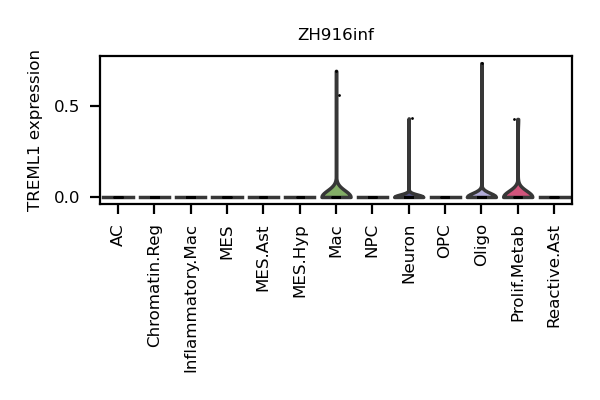 ZH916inf
TREML1 expression
0.5
0.0
AC
Chromatin.Reg
Inflammatory.Mac
MES
MES.Ast
MES.Hyp
Mac
NPC
Neuron
OPC
Oligo
Prolif.Metab
Reactive.Ast